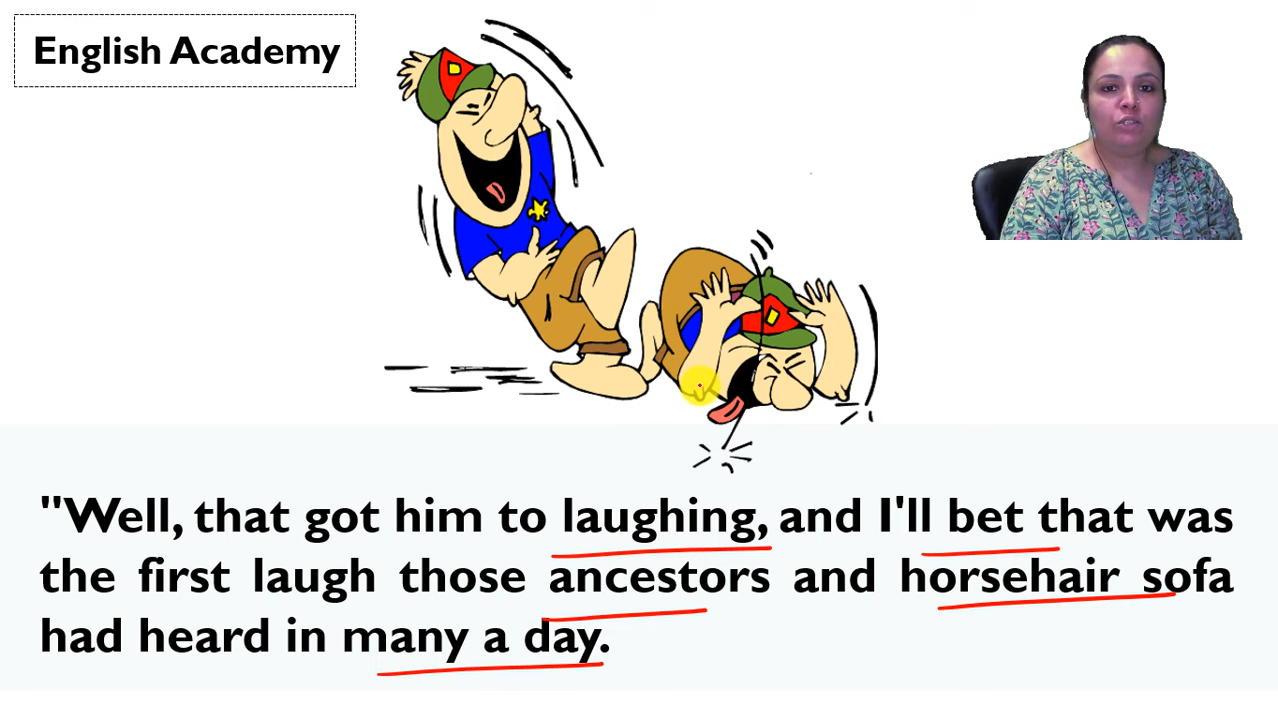 English Academy
"Well, that got him to laughing, and I'll bet that was
the first laugh those ancestors and horsehair sofa
had heard in many a day.